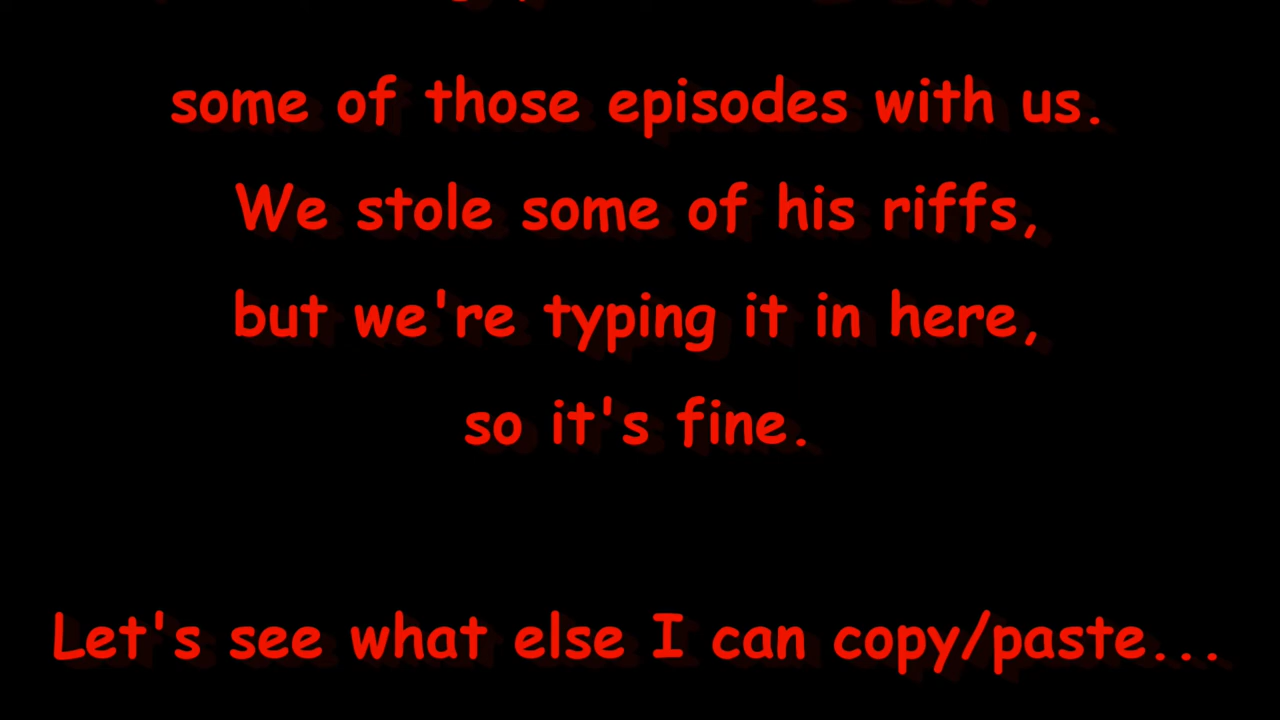 some of those episodes with us.
We stole some of his riffs,
but we're typing it in here,
so it's fine.
Let's see what else I can copy/paste...